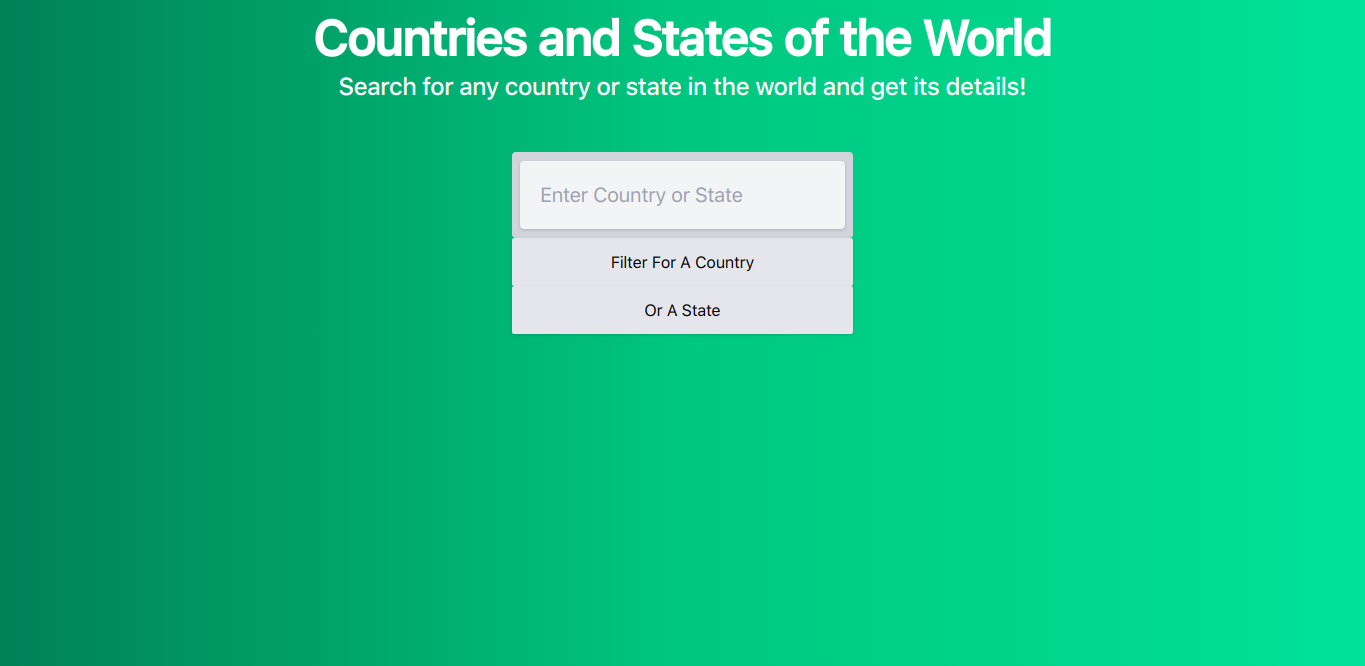 Countries and States of the World
Search for any country or state in the world and get its details!
Enter Country or State
Filter For A Country
Or A State